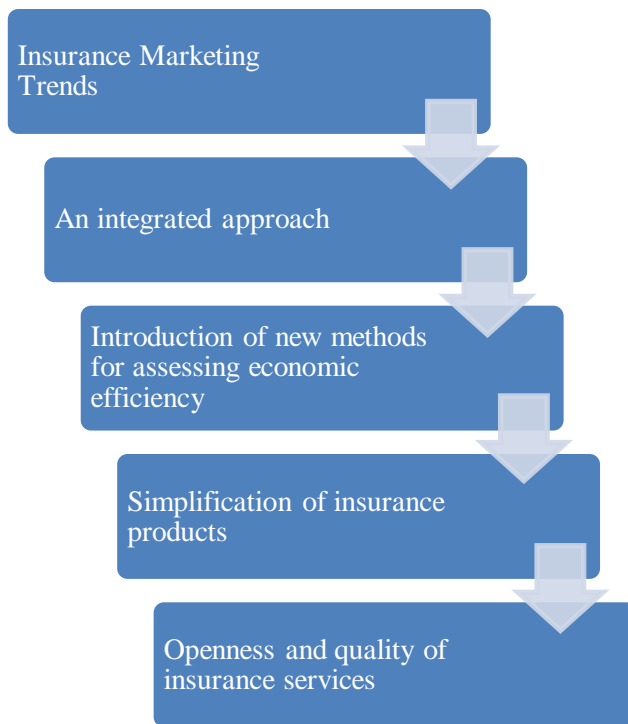 Insurance Marketing
Trends
An integrated approach
Introduction of new methods
for assessing economic
efficiency
Simplification of insurance
products
Openness and quality of
insurance services